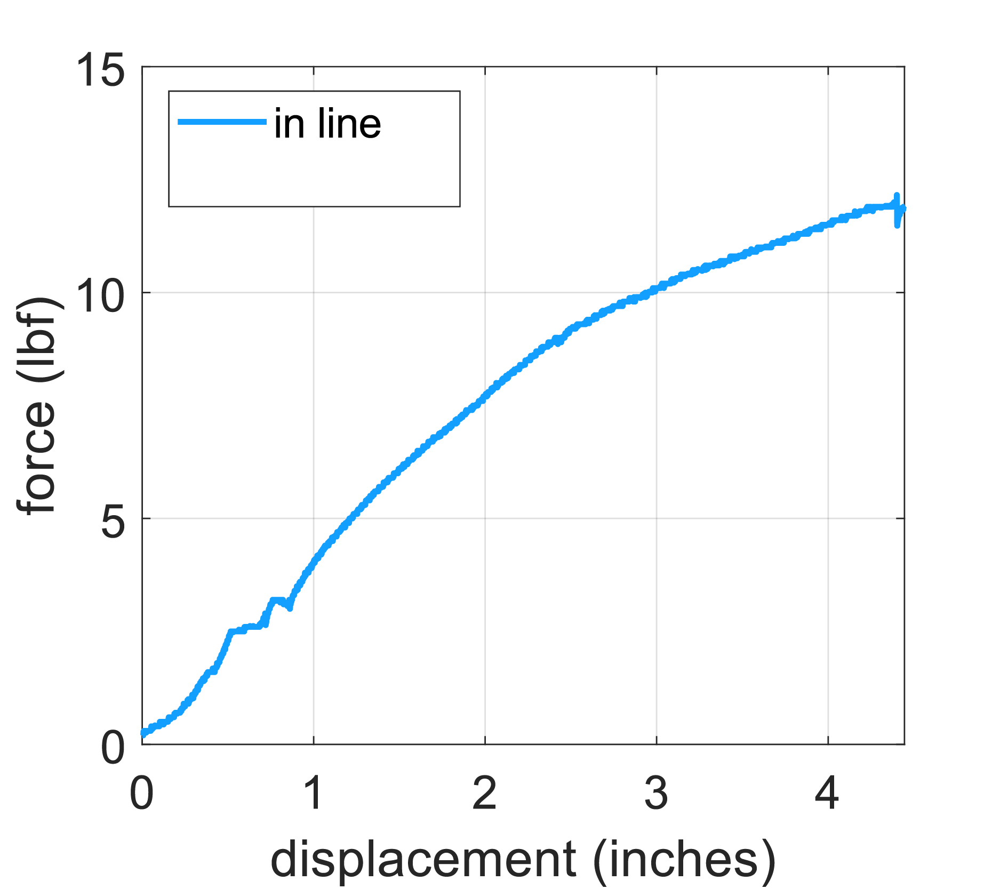 15
in line
10
force (lbf)
5
0
0 1 2 3 4
displacement (inches)